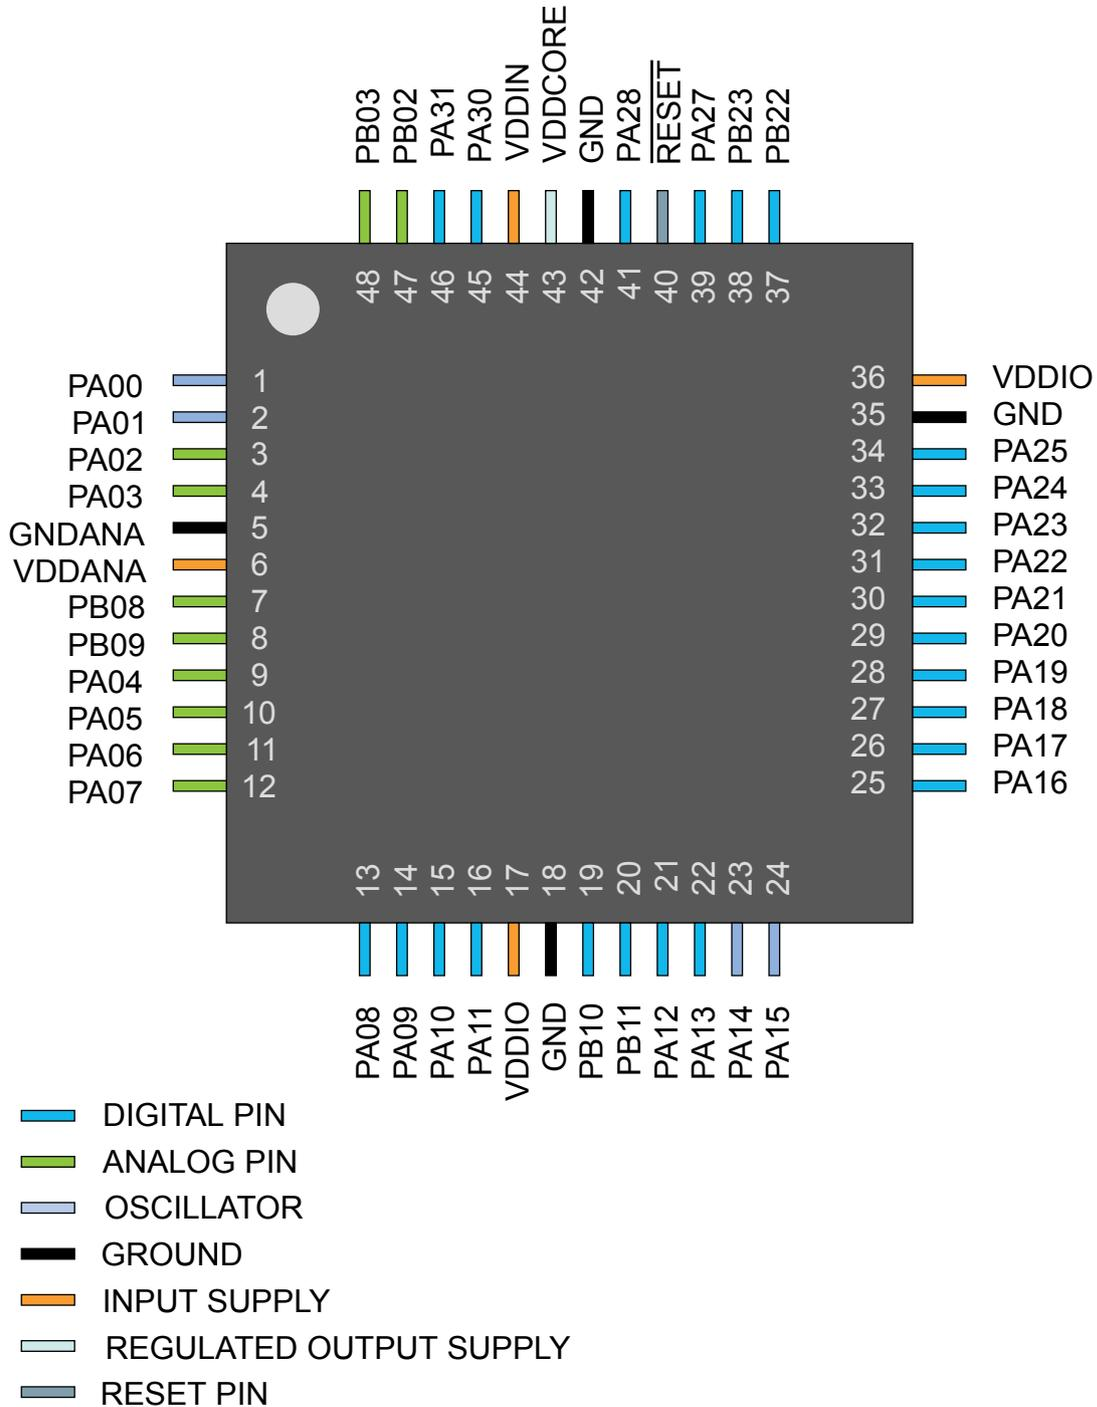 PB03 PB02 PA31 PA30 VDDIN VDDCORE GND PA28 RESET PA27 PB23 PB22
48 47 46 45 44 43 42 41 40 39 38 37
PA00 1 36 VDDIO
PA01 2 35 GND
PA02 3 34 PA25
PA03 4 33 PA24
GNDANA 5 32 PA23
VDDANA 6 31 PA22
PB08 7 30 PA21
PB09 8 29 PA20
PA04 9 28 PA19
PA05 10 27 PA18
PA06 11 26 PA17
PA07 12 25 PA16
13 14 15 16 17 18 19 20 21 22 23 24
PA08 PA09 PA10 PA11 VDDIO GND PB10 PB11 PA12 PA13 PA14 PA15
DIGITAL PIN
ANALOG PIN
OSCILLATOR
GROUND
INPUT SUPPLY
REGULATED OUTPUT SUPPLY
RESET PIN